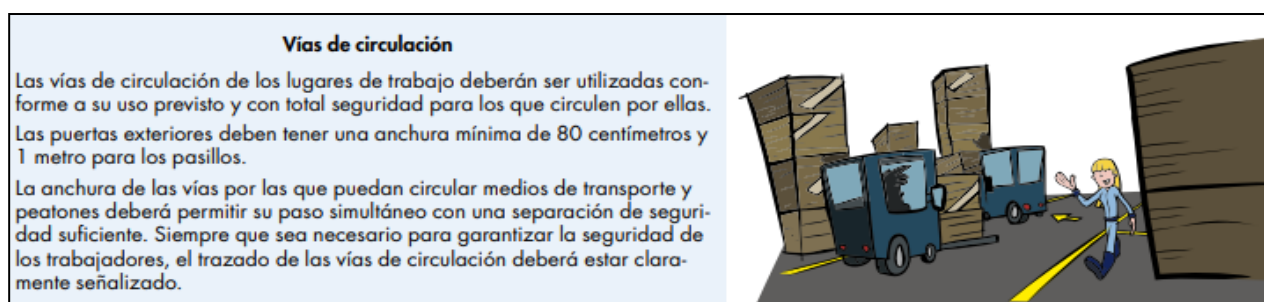 Vías de circulación
Las vías de circulación de los lugares de trabajo deberán ser utilizadas con-
forme a su uso previsto y con total seguridad para los que circulen por ellas.
Las puertas exteriores deben tener una anchura mínima de 80 centímetros y
1 metro para los pasillos.
La anchura de las vías por las que puedan circular medios de transporte y
peatones deberá permitir su paso simultáneo con una separación de seguri-
dad suficiente. Siempre que sea necesario para garantizar la seguridad de
los trabajadores, el trazado de las vías de circulación deberá estar clara-
mente señalizado.